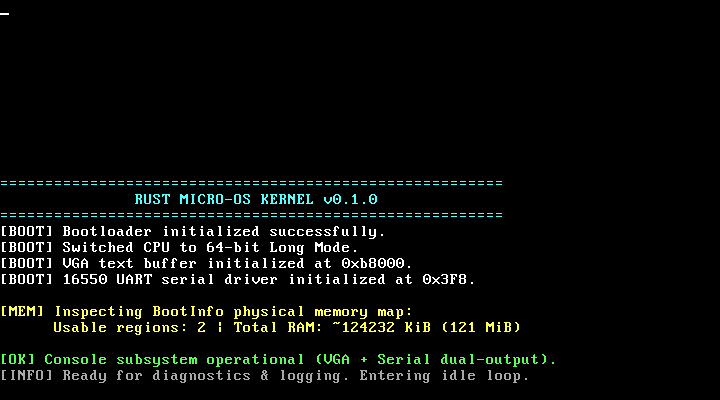 ========================================================
RUST MICRO-OS KERNEL v0.1.0
========================================================
[BOOT] Bootloader initialized successfully.
[BOOT] Switched CPU to 64-bit Long Mode.
[BOOT] VGA text buffer initialized at 0xb8000.
[BOOT] 16550 UART serial driver initialized at 0x3F8.
[MEM] Inspecting BootInfo physical memory map:
Usable regions: 2 | Total RAM: ~124232 KiB (121 MiB)
[OK] Console subsystem operational (VGA + Serial dual-output).
[INFO] Ready for diagnostics & logging. Entering idle loop.